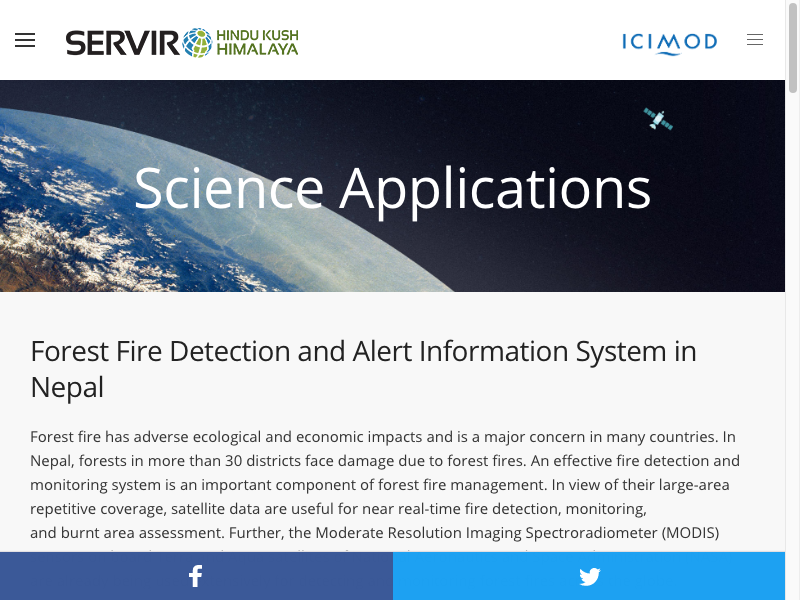 SERVIR HINDU KUSH
HIMALAYA
ICIMOD
Science Applications
Forest Fire Detection and Alert Information System in
Nepal
Forest fire has adverse ecological and economic impacts and is a major concern in many countries. In
Nepal, forests in more than 30 districts face damage due to forest fires. An effective fire detection and
monitoring system is an important component of forest fire management. In view of their large-area
repetitive coverage, satellite data are useful for near real-time fire detection, monitoring,
and burnt area assessment. Further, the Moderate Resolution Imaging Spectroradiometer (MODIS)